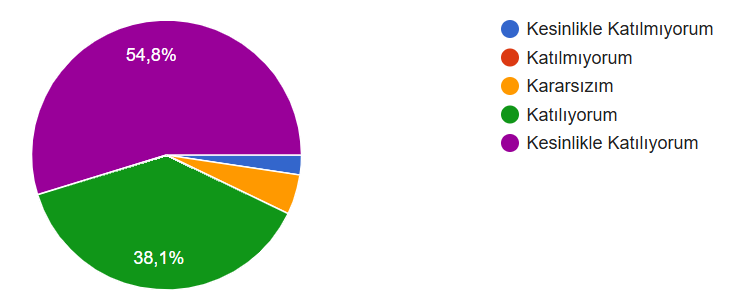 54,8%
38,1%
Kesinlikle Katılmıyorum
Katılmıyorum
Kararsızım
Katılıyorum
Kesinlikle Katılıyorum